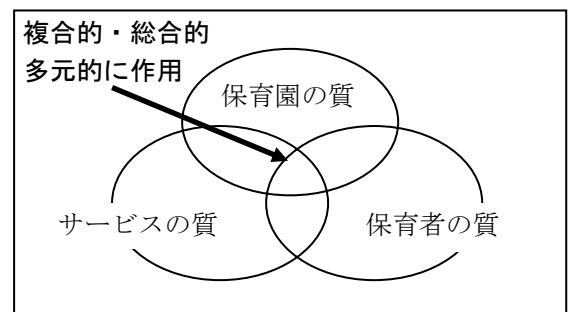 複合的・総合的
多元的に作用
保育園の質
サービスの質
保育者の質